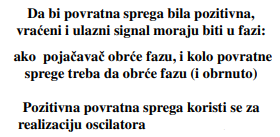 Da bi povratna sprega bila pozitivna,
vraćeni i ulazni signal moraju biti u fazi:
ako pojačavač obrće fazu, i kolo povratne
sprege treba da obrće fazu (i obrnuto)
Pozitivna povratna sprega koristi se za
realizaciju oscilatora